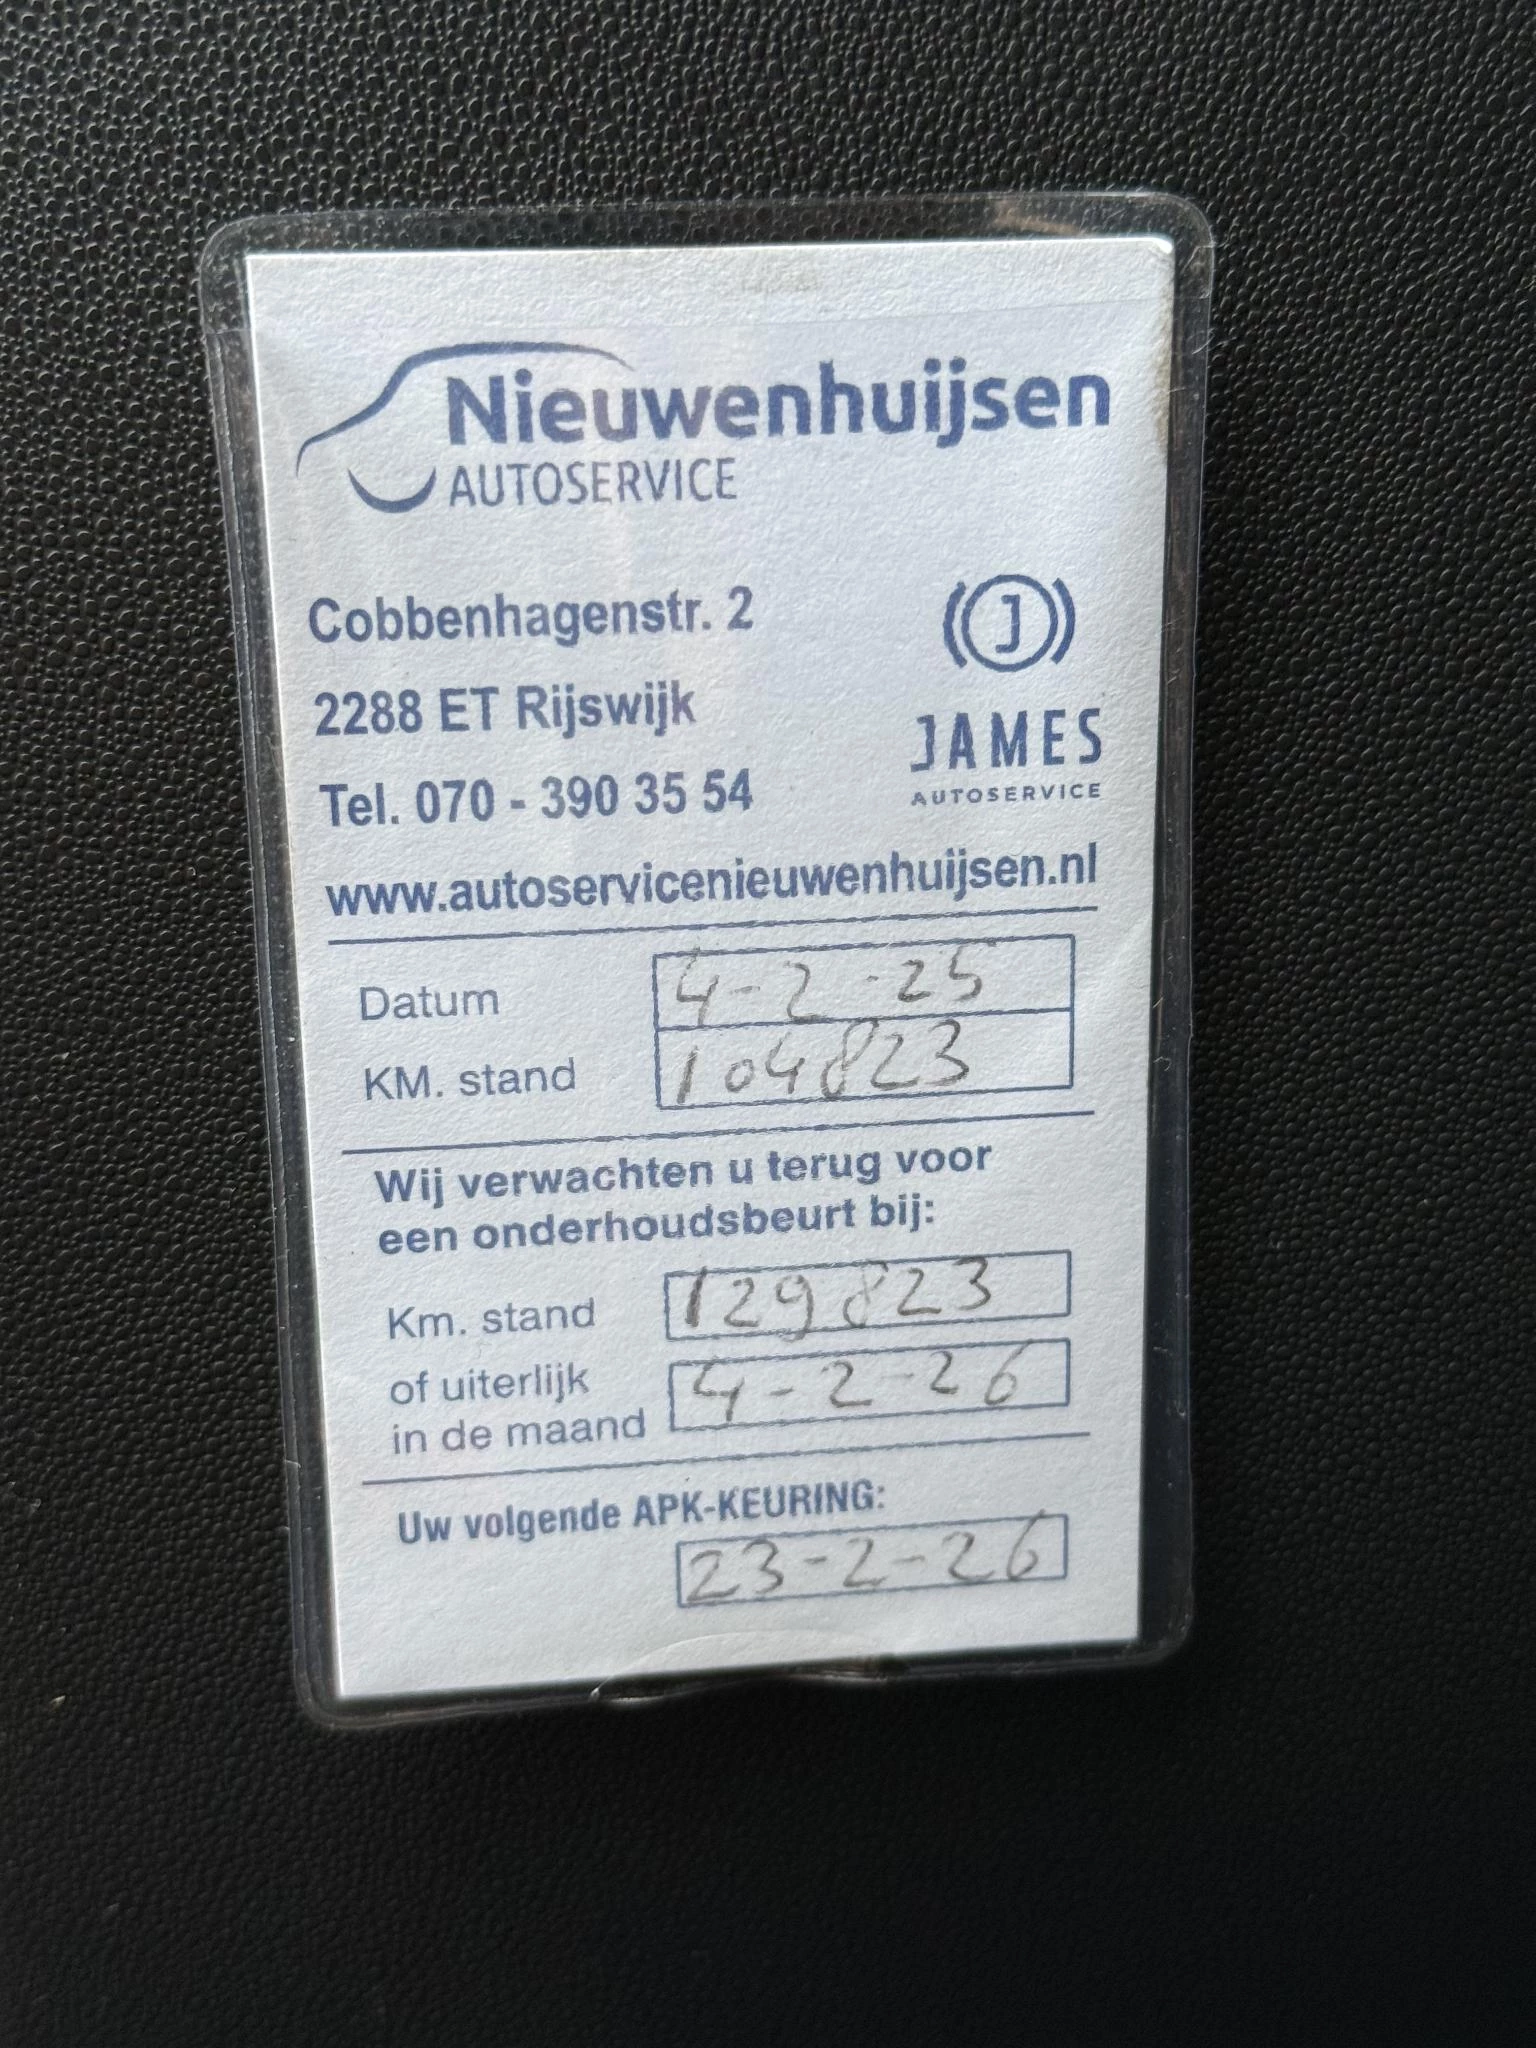 Nieuwenhuijsen
AUTOSERVICE
Cobbenhagenstr. 2
2288 ET Rijswijk
Tel. 070 - 390 35 54
J
JAMES
AUTOSERVICE
www.autoservicenieuwenhuijsen.nl
Datum 4-2-25
KM. stand 104823
Wij verwachten u terug voor
een onderhoudsbeurt bij:
Km. stand 129823
of uiterlijk
in de maand 4-2-26
Uw volgende APK-KEURING:
23-2-26